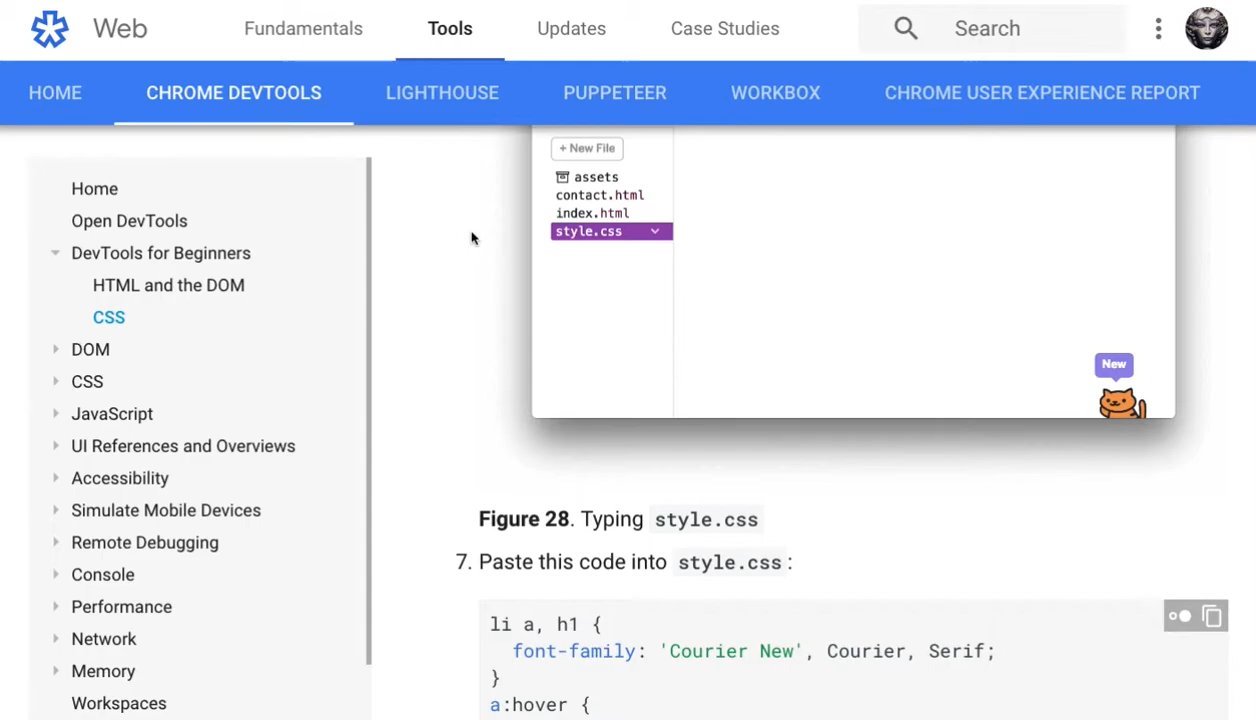 Web Fundamentals Tools Updates Case Studies Search
HOME CHROME DEVTOOLS LIGHTHOUSE PUPPETEER WORKBOX CHROME USER EXPERIENCE REPORT
Home
Open DevTools
DevTools for Beginners
HTML and the DOM
CSS
DOM
CSS
JavaScript
UI References and Overviews
Accessibility
Simulate Mobile Devices
Remote Debugging
Console
Performance
Network
Memory
Workspaces
+ New File
assets
contact.html
index.html
style.css
New
Figure 28. Typing style.css
7. Paste this code into style.css:
li a, h1 {
font-family: 'Courier New', Courier, Serif;
}
a:hover {